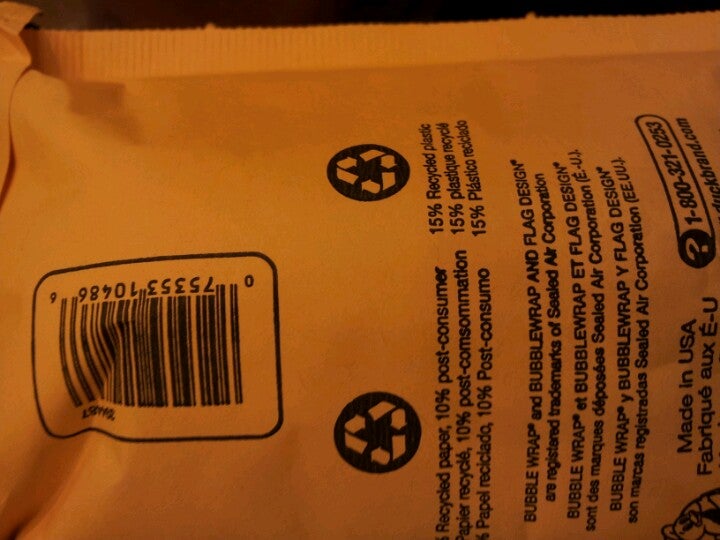 15% Recycled plastic
15% plastique recyclé
15% Plástico reciclado
% Recycled paper, 10% post-consumer
Papier recyclé, 10% post-comsommation
% Papel reciclado, 10% Post-consumo
BUBBLE WRAP® and BUBBLEWRAP AND FLAG DESIGN®
are registered trademarks of Sealed Air Corporation
BUBBLE WRAP® et BUBBLEWRAP ET FLAG DESIGN®
sont des marques déposées Sealed Air Corporation (É.-U.).
BUBBLE WRAP® y BUBBLEWRAP Y FLAG DESIGN®
son marcas registradas Sealed Air Corporation (EE.UU.).
? 1-800-321-0253
duckbrand.com
Made in USA
Fabriqué aux É-U
0 75353 10486 6